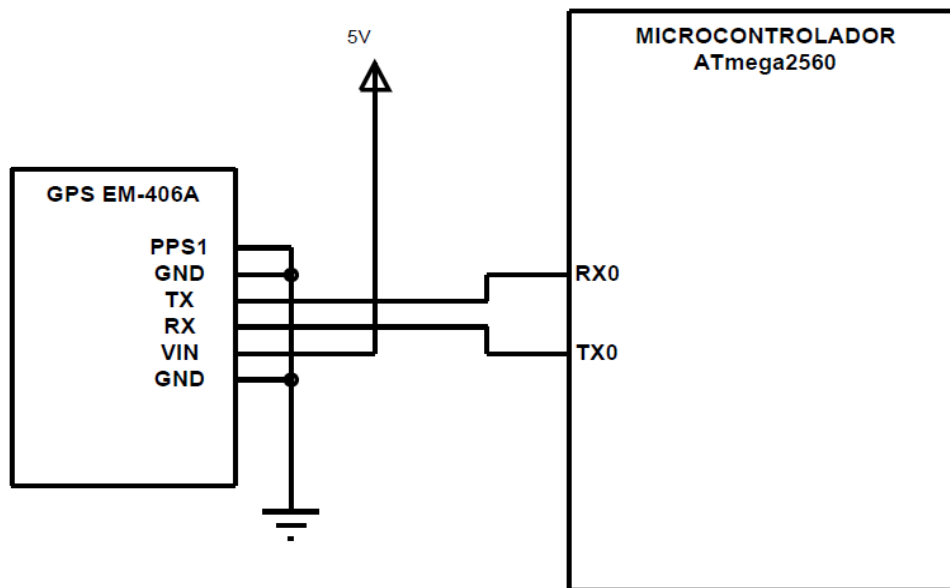 5V
MICROCONTROLADOR
ATmega2560
GPS EM-406A
PPS1
GND
TX
RX
VIN
GND
RX0
TX0